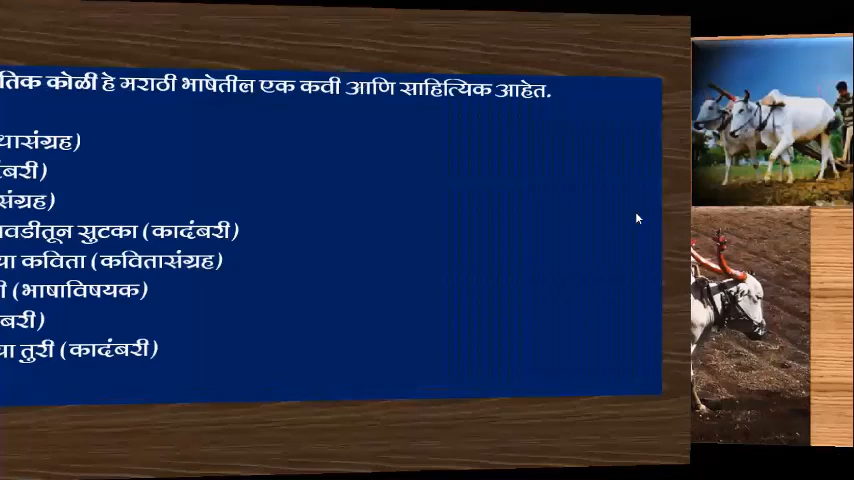 तिक कोळी हे मराठी भाषेतील एक कवी आणि साहित्यिक आहेत.
थासंग्रह)
बरी)
संग्रह)
वडीतून सुटका (कादंबरी)
या कविता (कवितासंग्रह)
ी (भाषाविषयक)
बरी)
या तुरी (कादंबरी)